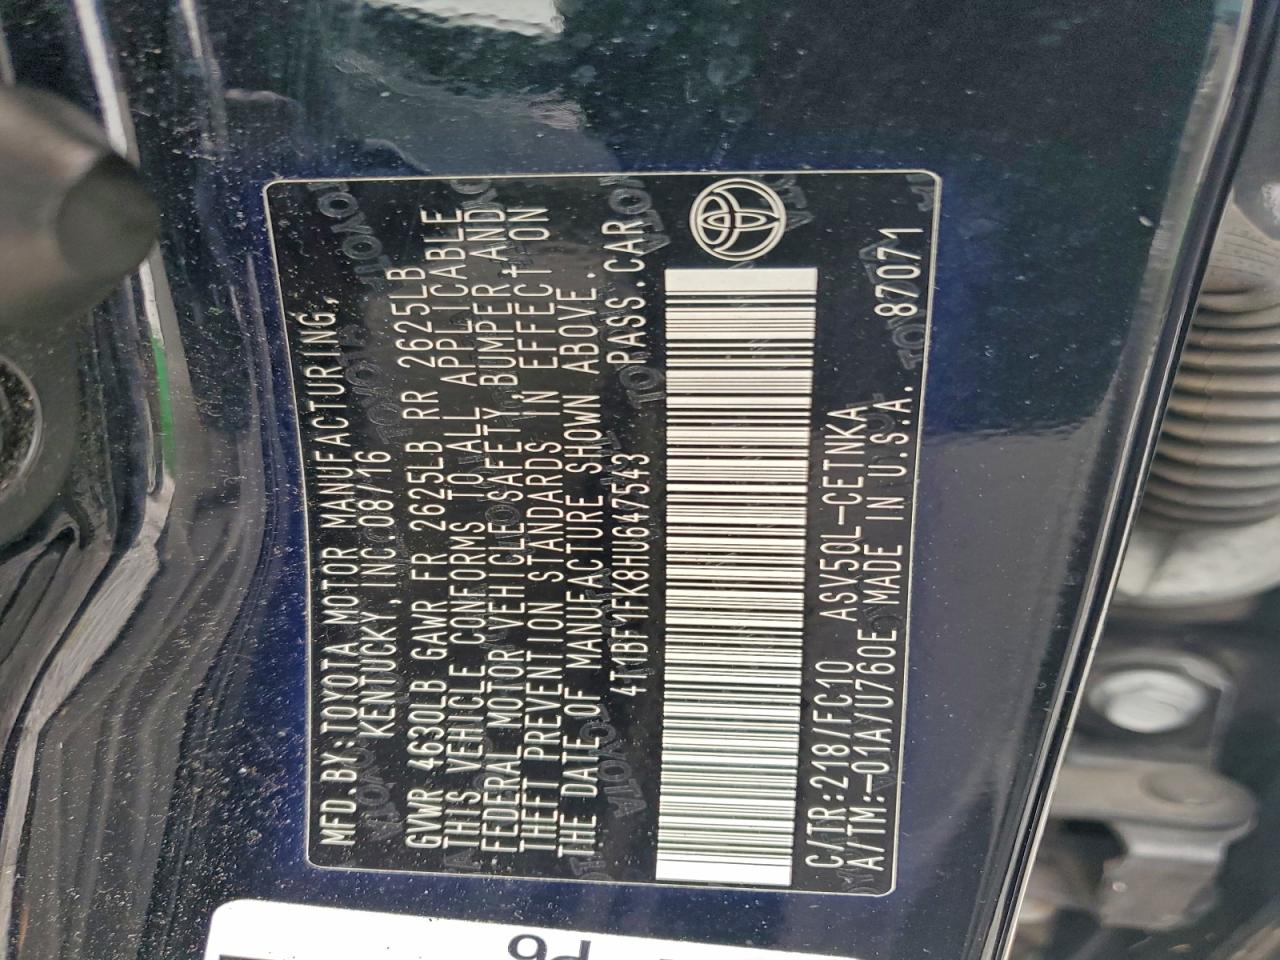 MFD.BY:TOYOTA MOTOR MANUFACTURING,
KENTUCKY, INC.08/16
GVWR 4630LB GAWR FR 2625LB RR 2625LB
THIS VEHICLE CONFORMS TO ALL APPLICABLE
FEDERAL MOTOR VEHICLE SAFETY,BUMPER,AND
THEFT PREVENTION STANDARDS IN EFFECT ON
THE DATE OF MANUFACTURE SHOWN ABOVE.
4T1BF1FK8HU647543 PASS.CAR
C/TR:218/FC10 ASV50L-CETNKA
A/TM:-01A/U760E MADE IN U.S.A. 87071